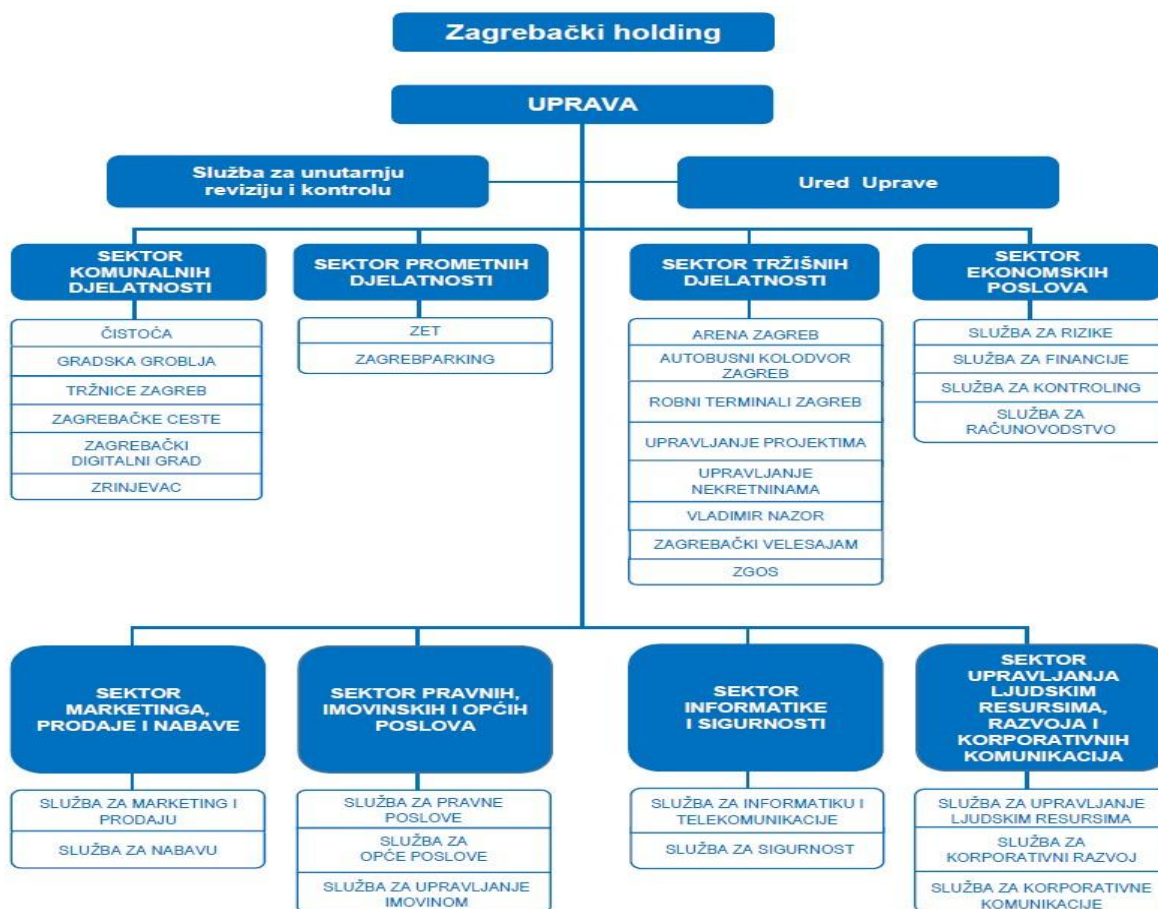 Zagrebački holding
UPRAVA
Služba za unutarnju
reviziju i kontrolu
Ured Uprave
SEKTOR
KOMUNALNIH
DJELATNOSTI
ČISTOĆA
GRADSKA GROBLJA
TRŽNICE ZAGREB
ZAGREBAČKE CESTE
ZAGREBAČKI
DIGITALNI GRAD
ZRINJEVAC
SEKTOR PROMETNIH
DJELATNOSTI
ZET
ZAGREBPARKING
SEKTOR TRŽIŠNIH
DJELATNOSTI
ARENA ZAGREB
AUTOBUSNI KOLODVOR
ZAGREB
ROBNI TERMINALI ZAGREB
UPRAVLJANJE PROJEKTIMA
UPRAVLJANJE
NEKRETNINAMA
VLADIMIR NAZOR
ZAGREBAČKI VELESAJAM
ZGOS
SEKTOR
EKONOMSKIH
POSLOVA
SLUŽBA ZA RIZIKE
SLUŽBA ZA FINANCIJE
SLUŽBA ZA KONTROLING
SLUŽBA ZA
RAČUNOVODSTVO
SEKTOR
MARKETINGA,
PRODAJE I NABAVE
SLUŽBA ZA MARKETING I
PRODAJU
SLUŽBA ZA NABAVU
SEKTOR PRAVNIH,
IMOVINSKIH I OPĆIH
POSLOVA
SLUŽBA ZA PRAVNE
POSLOVE
SLUŽBA ZA
OPĆE POSLOVE
SLUŽBA ZA UPRAVLJANJE
IMOVINOM
SEKTOR
INFORMATIKE
I SIGURNOSTI
SLUŽBA ZA INFORMATIKU I
TELEKOMUNIKACIJE
SLUŽBA ZA SIGURNOST
SEKTOR
UPRAVLJANJA
LJUDSKIM
RESURSIMA,
RAZVOJA I
KORPORATIVNIH
KOMUNIKACIJA
SLUŽBA ZA UPRAVLJANJE
LJUDSKIM RESURSIMA
SLUŽBA ZA
KORPORATIVNI RAZVOJ
SLUŽBA ZA KORPORATIVNE
KOMUNIKACIJE